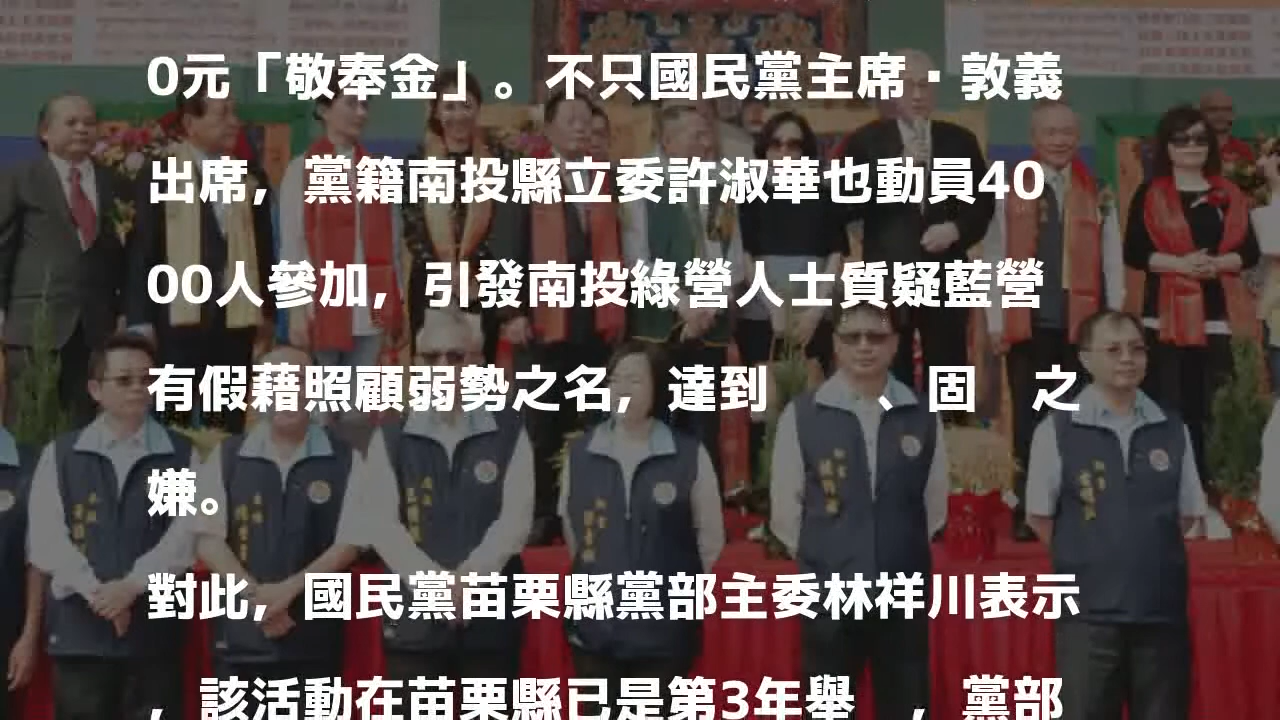 0元「敬奉金」。不只國民黨主席·敦義
出席，黨籍南投縣立委許淑華也動員40
00人參加，引發南投綠營人士質疑藍營
有假藉照顧弱勢之名，達到　　、固　之
嫌。
對此，國民黨苗栗縣黨部主委林祥川表示
，該活動在苗栗縣已是第3年舉　，黨部